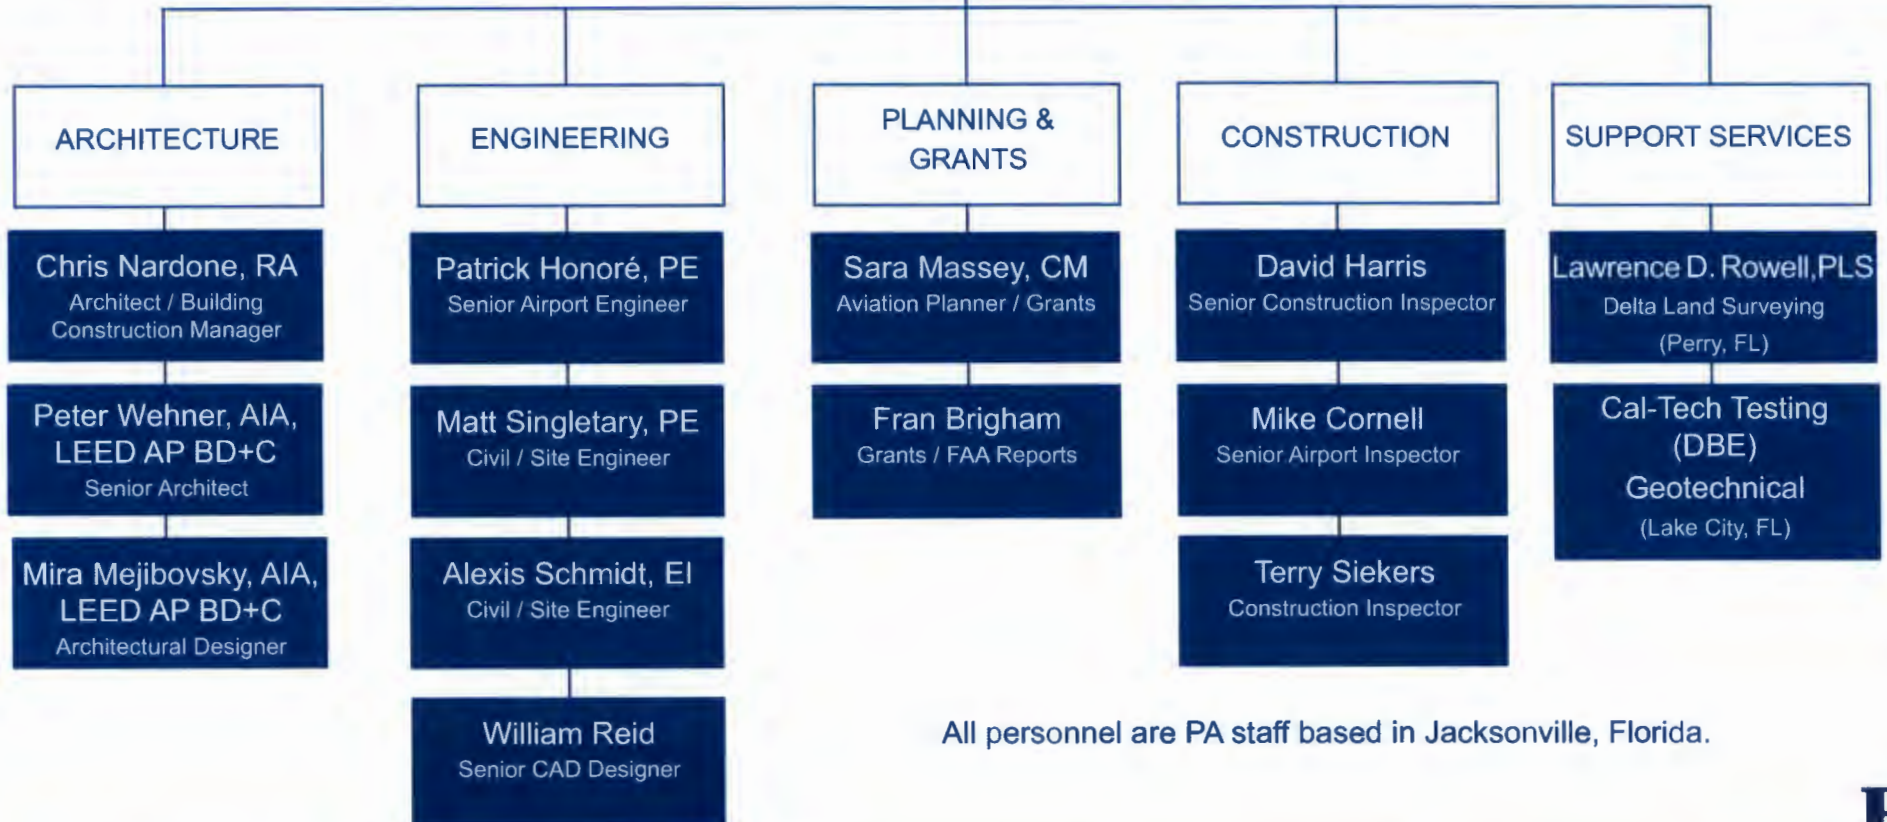 ARCHITECTURE
Chris Nardone, RA
Architect / Building
Construction Manager
Peter Wehner, AIA,
LEED AP BD+C
Senior Architect
Mira Mejibovsky, AIA,
LEED AP BD+C
Architectural Designer
ENGINEERING
Patrick Honoré, PE
Senior Airport Engineer
Matt Singletary, PE
Civil / Site Engineer
Alexis Schmidt, EI
Civil / Site Engineer
William Reid
Senior CAD Designer
PLANNING &
GRANTS
Sara Massey, CM
Aviation Planner / Grants
Fran Brigham
Grants / FAA Reports
CONSTRUCTION
David Harris
Senior Construction Inspector
Mike Cornell
Senior Airport Inspector
Terry Siekers
Construction Inspector
SUPPORT SERVICES
Lawrence D. Rowell,PLS
Delta Land Surveying
(Perry, FL)
Cal-Tech Testing
(DBE)
Geotechnical
(Lake City, FL)
All personnel are PA staff based in Jacksonville, Florida.